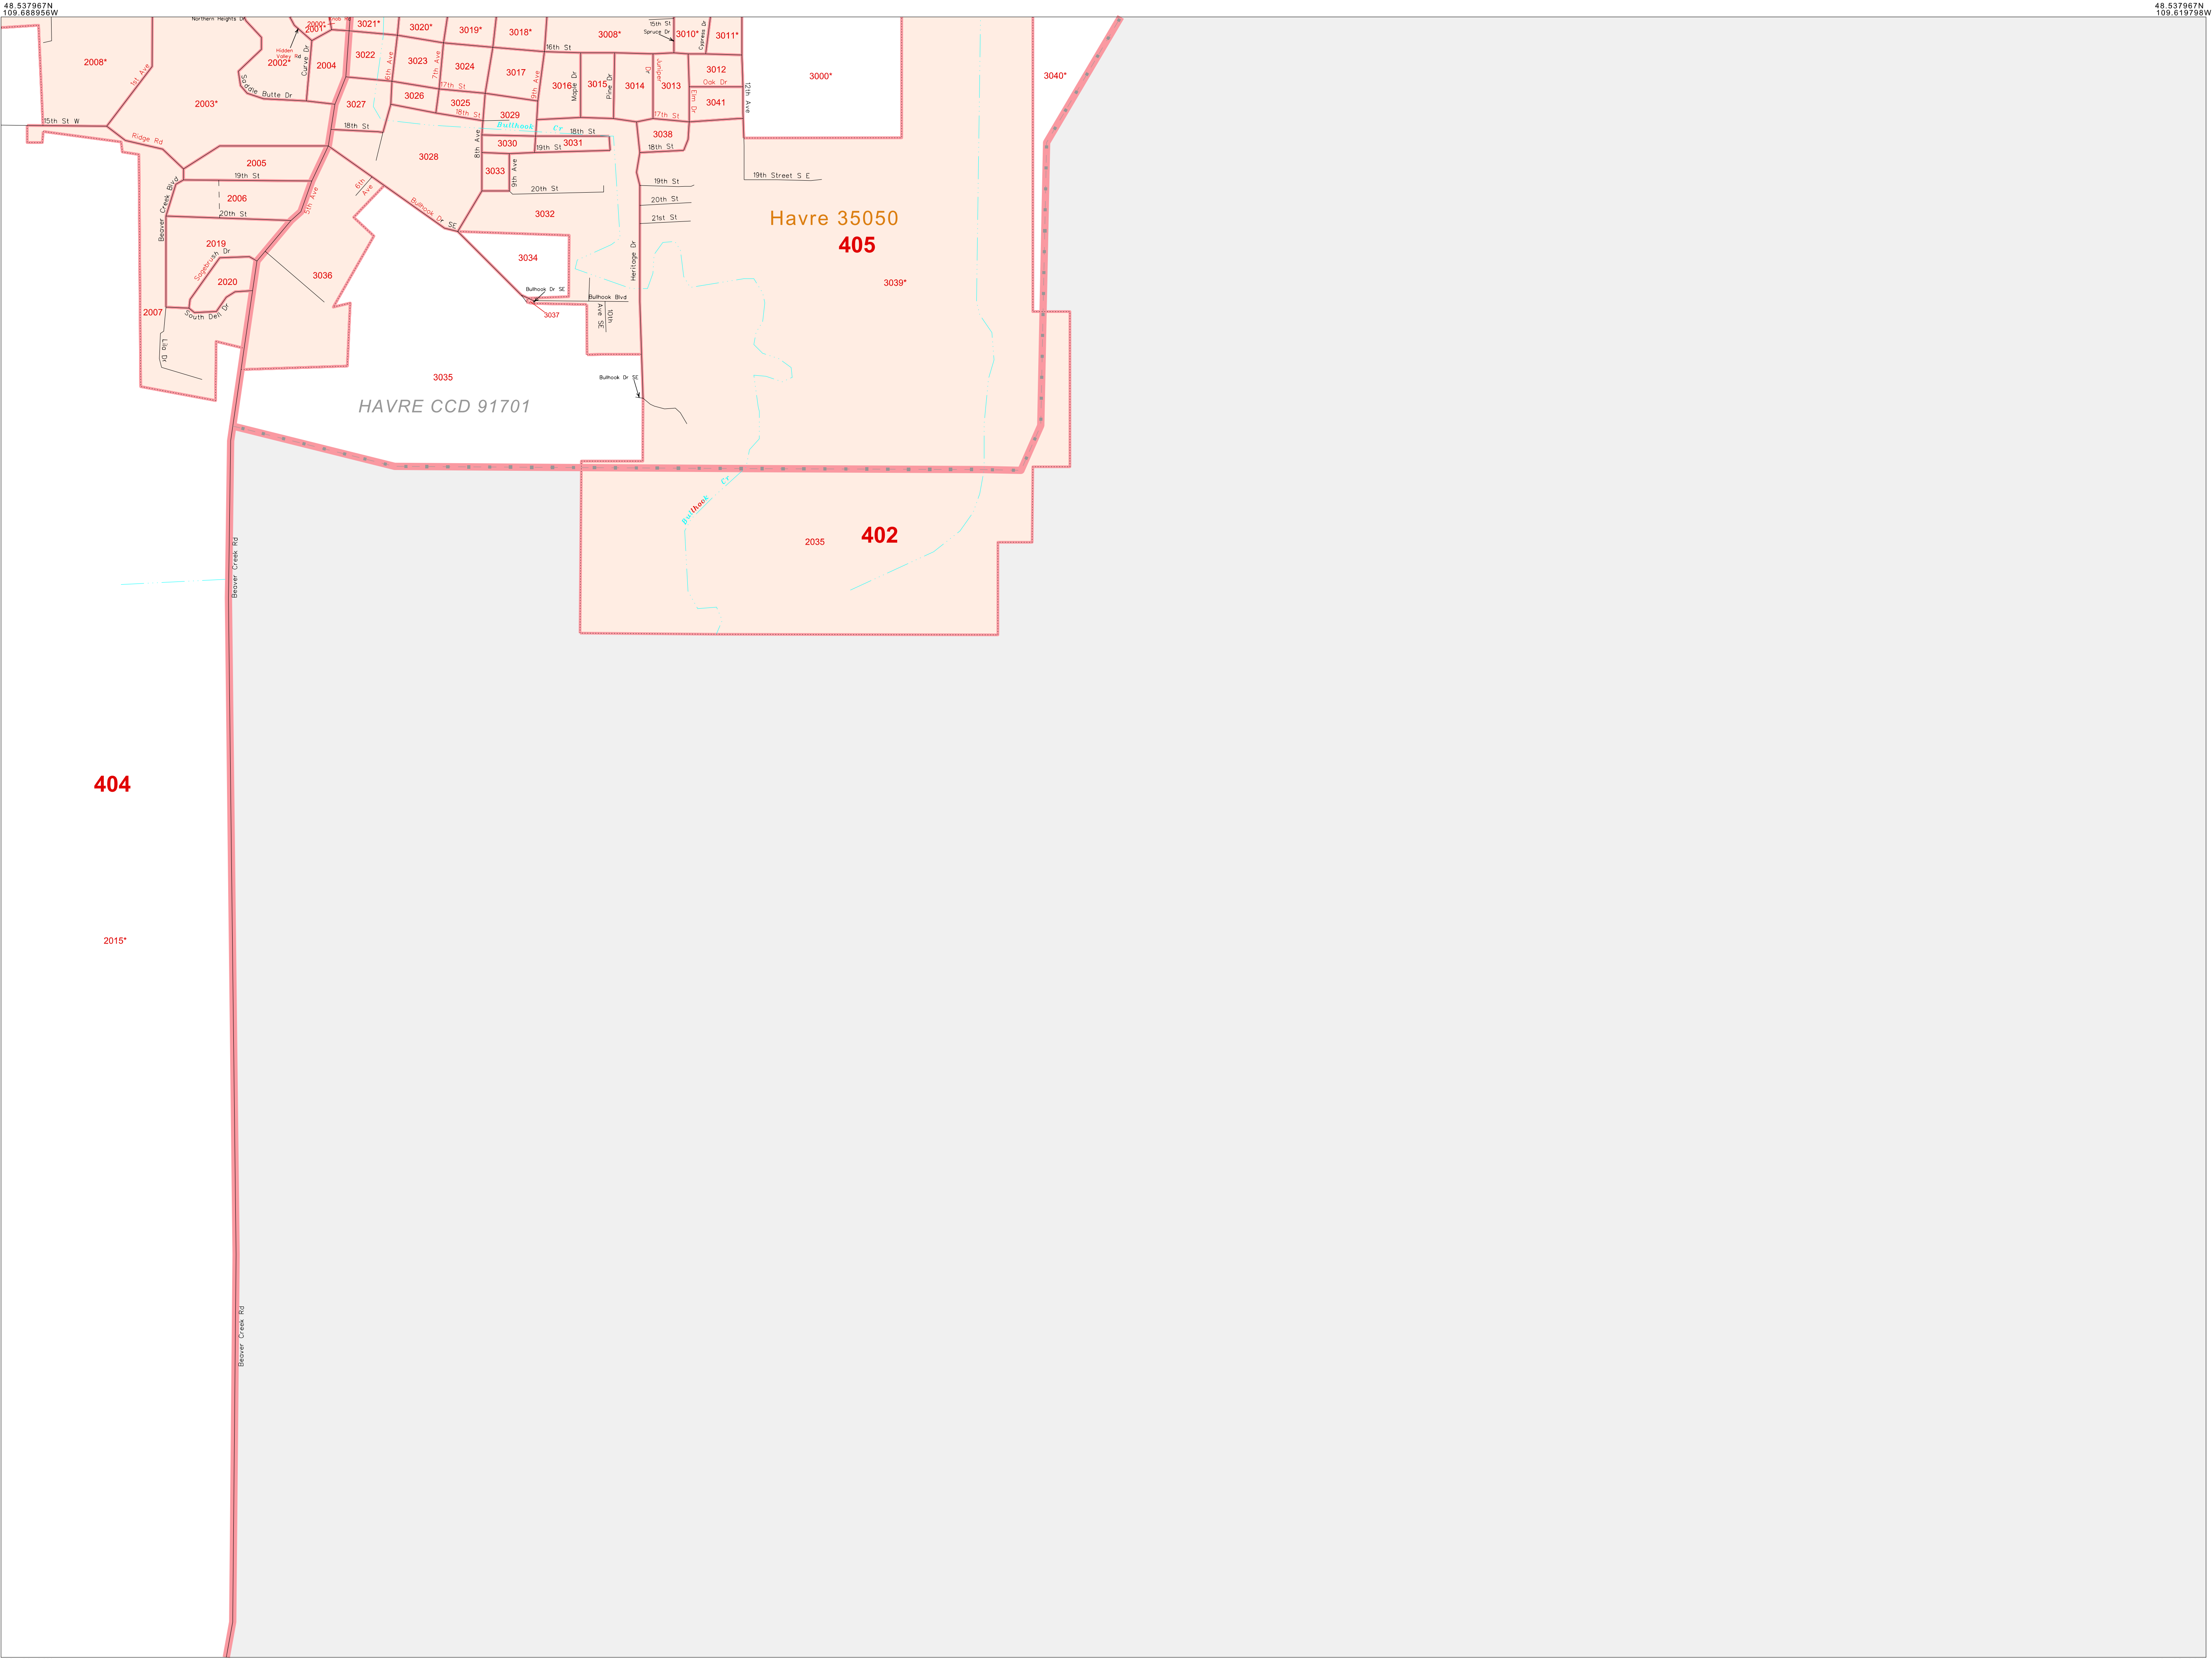 48.537967N
109.688956W
48.537967N
109.619798W
Northern Heights Dr
2000*
Knob Rd
2001*
3021*
3020*
3019*
3018*
3008*
15th St
Spruce Dr
3010*
Cypress Dr
3011*
16th St
Hidden
Valley Rd
2008*
1st Ave
2002*
Curve Dr
2004
3022
6th Ave
3023
7th Ave
3024
3017
9th Ave
3016
Maple Dr
3015
Pine Dr
3014
Juniper
Dr
3013
3012
Oak Dr
3041
Elm Dr
12th Ave
3000*
3040*
2003*
Saddle Butte Dr
3027
3026
17th St
3025
18th St
3029
17th St
15th St W
Ridge Rd
18th St
Bullhook Cr
8th Ave
18th St
3030
3031
19th St
3038
18th St
2005
19th St
3028
3033
9th Ave
20th St
19th St
19th Street S E
Beaver Creek Blvd
2006
20th St
5th Ave
6th
Ave
Bullhook Dr SE
3032
20th St
21st St
Havre 35050
405
2019
Sagebrush Dr
2020
3036
3034
Heritage Dr
3039*
Bullhook Dr SE
Bullhook Blvd
2007
South Dell Dr
3037
10th
Ave SE
Lila Dr
3035
Bullhook Dr SE
HAVRE CCD 91701
Bullhook Cr
2035
402
Beaver Creek Rd
404
2015*
Beaver Creek Rd